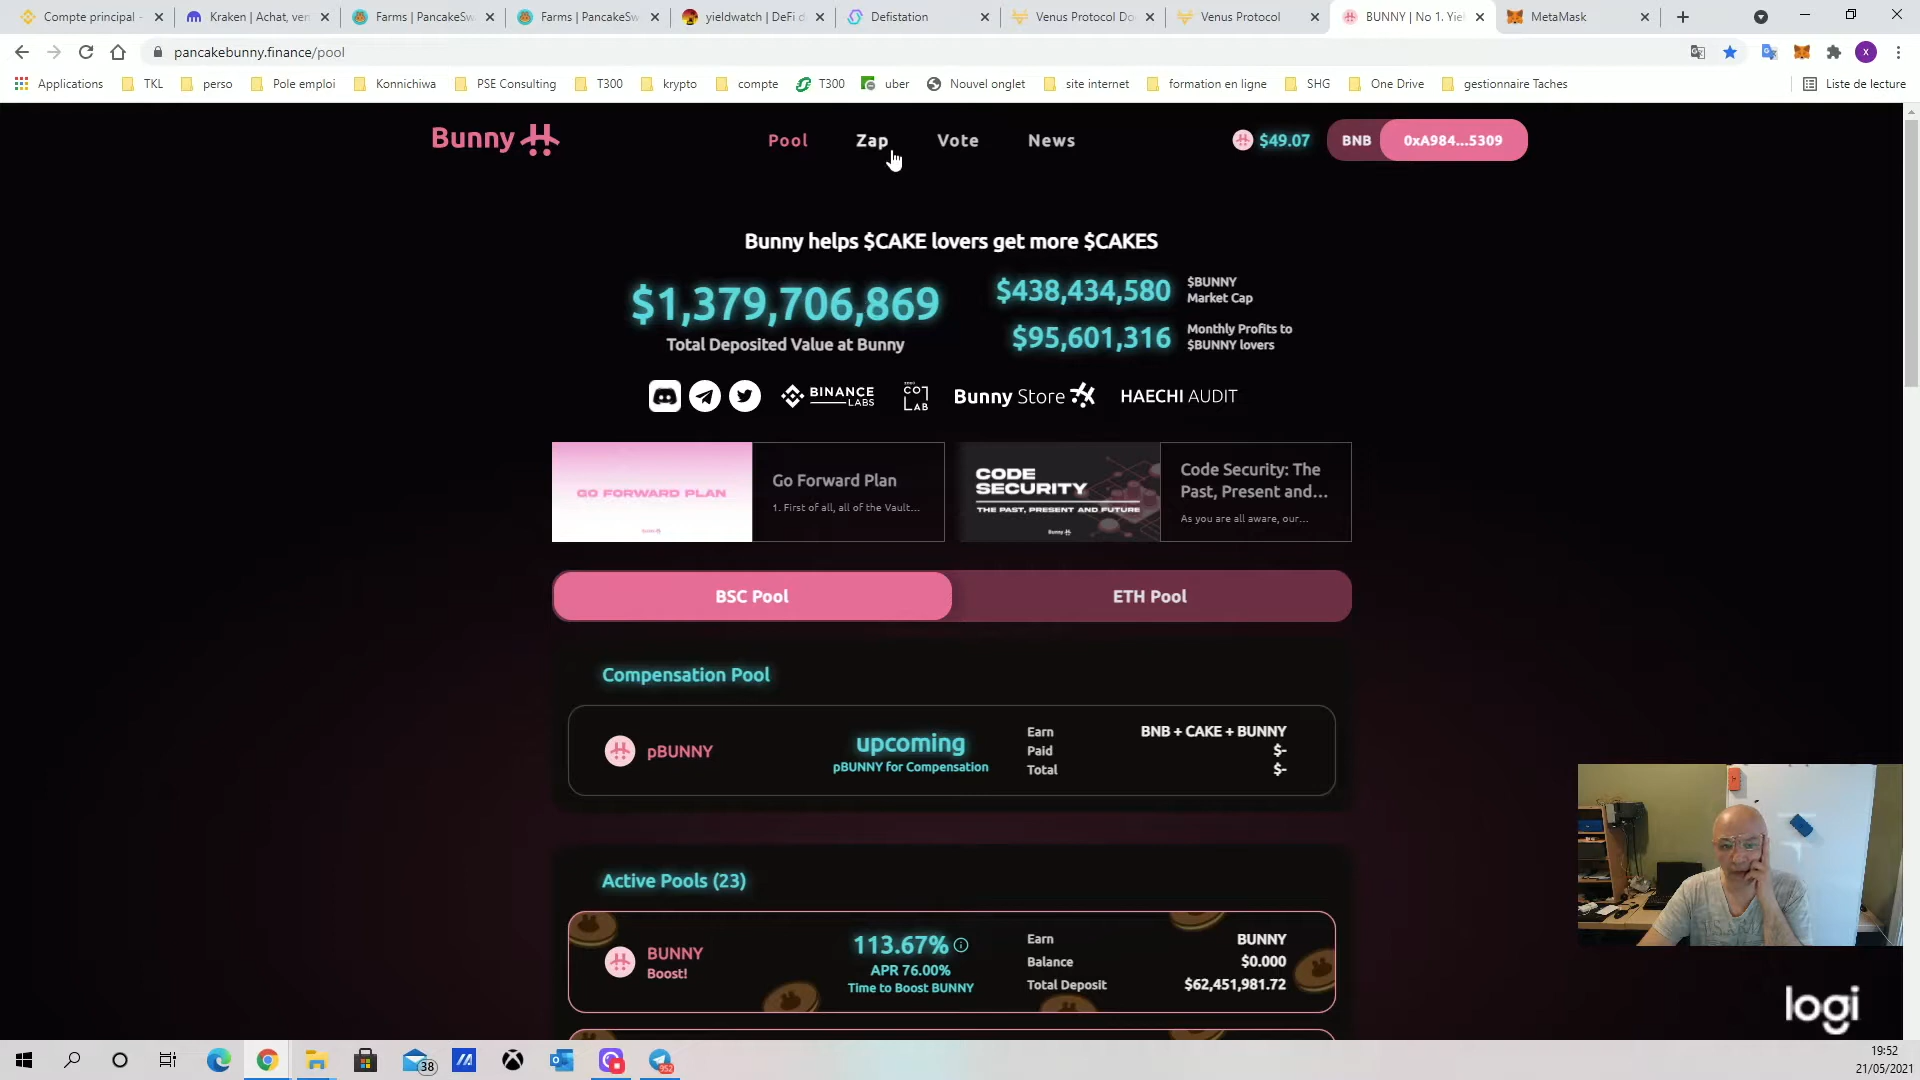 Compte principal -
Kraken | Achat, ven
Farms | PancakeSw
Farms | PancakeSw
yieldwatch | DeFi d
Defistation
Venus Protocol Do
Venus Protocol
BUNNY | No 1. Yie
MetaMask
pancakebunny.finance/pool
X
Applications
TKL
perso
Pole emploi
Konnichiwa
PSE Consulting
T300
krypto
compte
T300
uber
Nouvel onglet
site internet
formation en ligne
SHG
One Drive
gestionnaire Taches
Liste de lecture
Bunny
Pool
Zap
Vote
News
$49.07
BNB
0xA984...5309
Bunny helps $CAKE lovers get more $CAKES
$1,379,706,869
Total Deposited Value at Bunny
$438,434,580
$BUNNY
Market Cap
$95,601,316
Monthly Profits to
$BUNNY lovers
BINANCE
LABS
CO
LAB
Bunny Store
HAECHI AUDIT
GO FORWARD PLAN
Go Forward Plan
1. First of all, all of the Vault...
CODE
SECURITY
THE PAST, PRESENT AND FUTURE
Bunny
Code Security: The
Past, Present and...
As you are all aware, our...
BSC Pool
ETH Pool
Compensation Pool
pBUNNY
upcoming
pBUNNY for Compensation
Earn
BNB + CAKE + BUNNY
Paid
$-
Total
$-
Active Pools (23)
BUNNY
Boost!
113.67%
APR 76.00%
Time to Boost BUNNY
Earn
BUNNY
Balance
$0.000
Total Deposit
$62,451,981.72
logi
38
952
19:52
21/05/2021